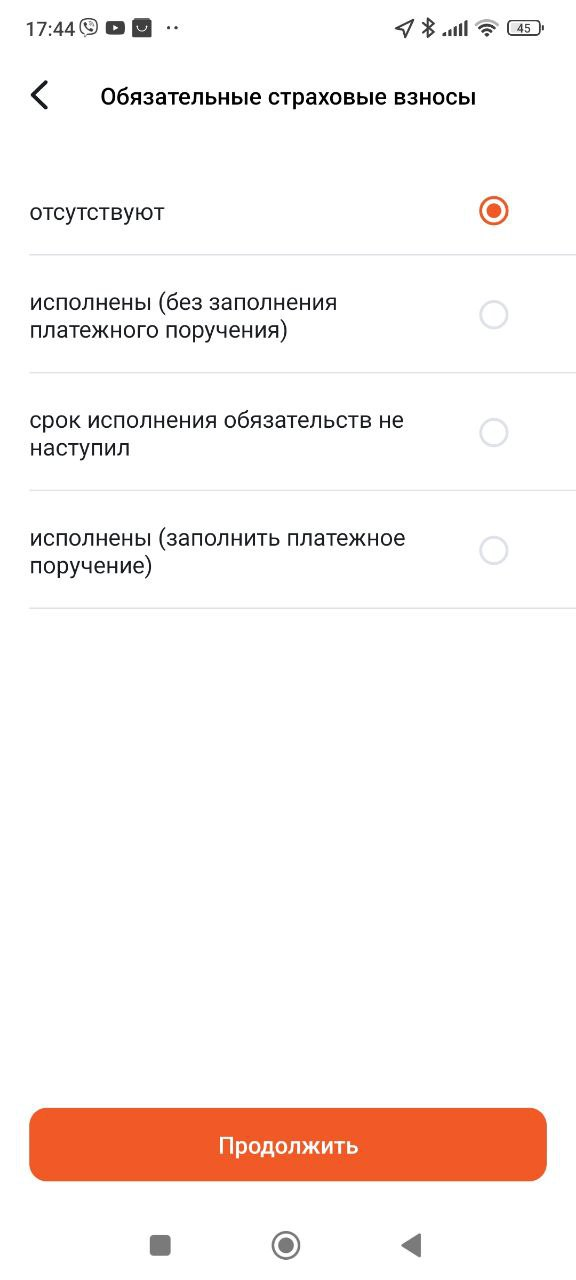 17:44
45
Обязательные страховые взносы
отсутствуют
исполнены (без заполнения
платежного поручения)
срок исполнения обязательств не
наступил
исполнены (заполнить платежное
поручение)
Продолжить